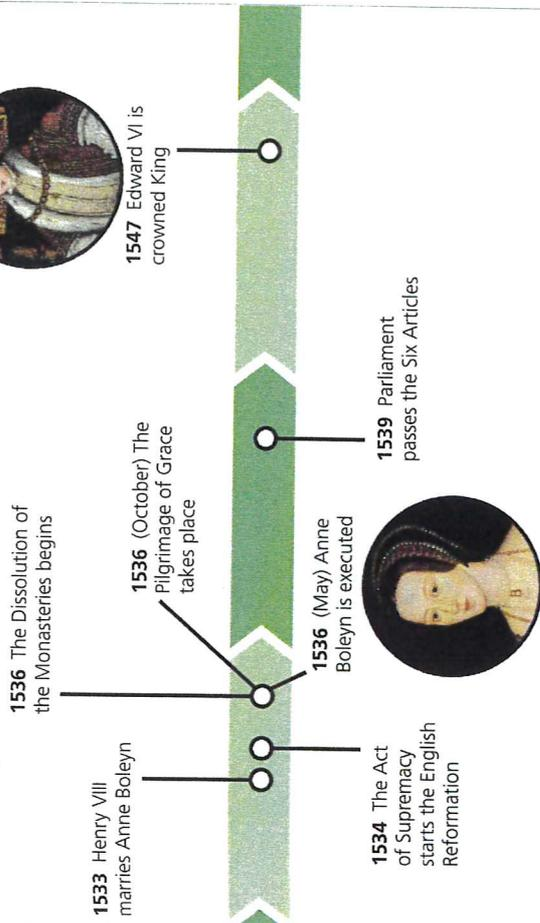 1533 Henry VIII
marries Anne Boleyn
1534 The Act
of Supremacy
starts the English
Reformation
1536 The Dissolution of
the Monasteries begins
1536 (May) Anne
Boleyn is executed
1536 (October) The
Pilgrimage of Grace
takes place
1539 Parliament
passes the Six Articles
1547 Edward VI is
crowned King
B